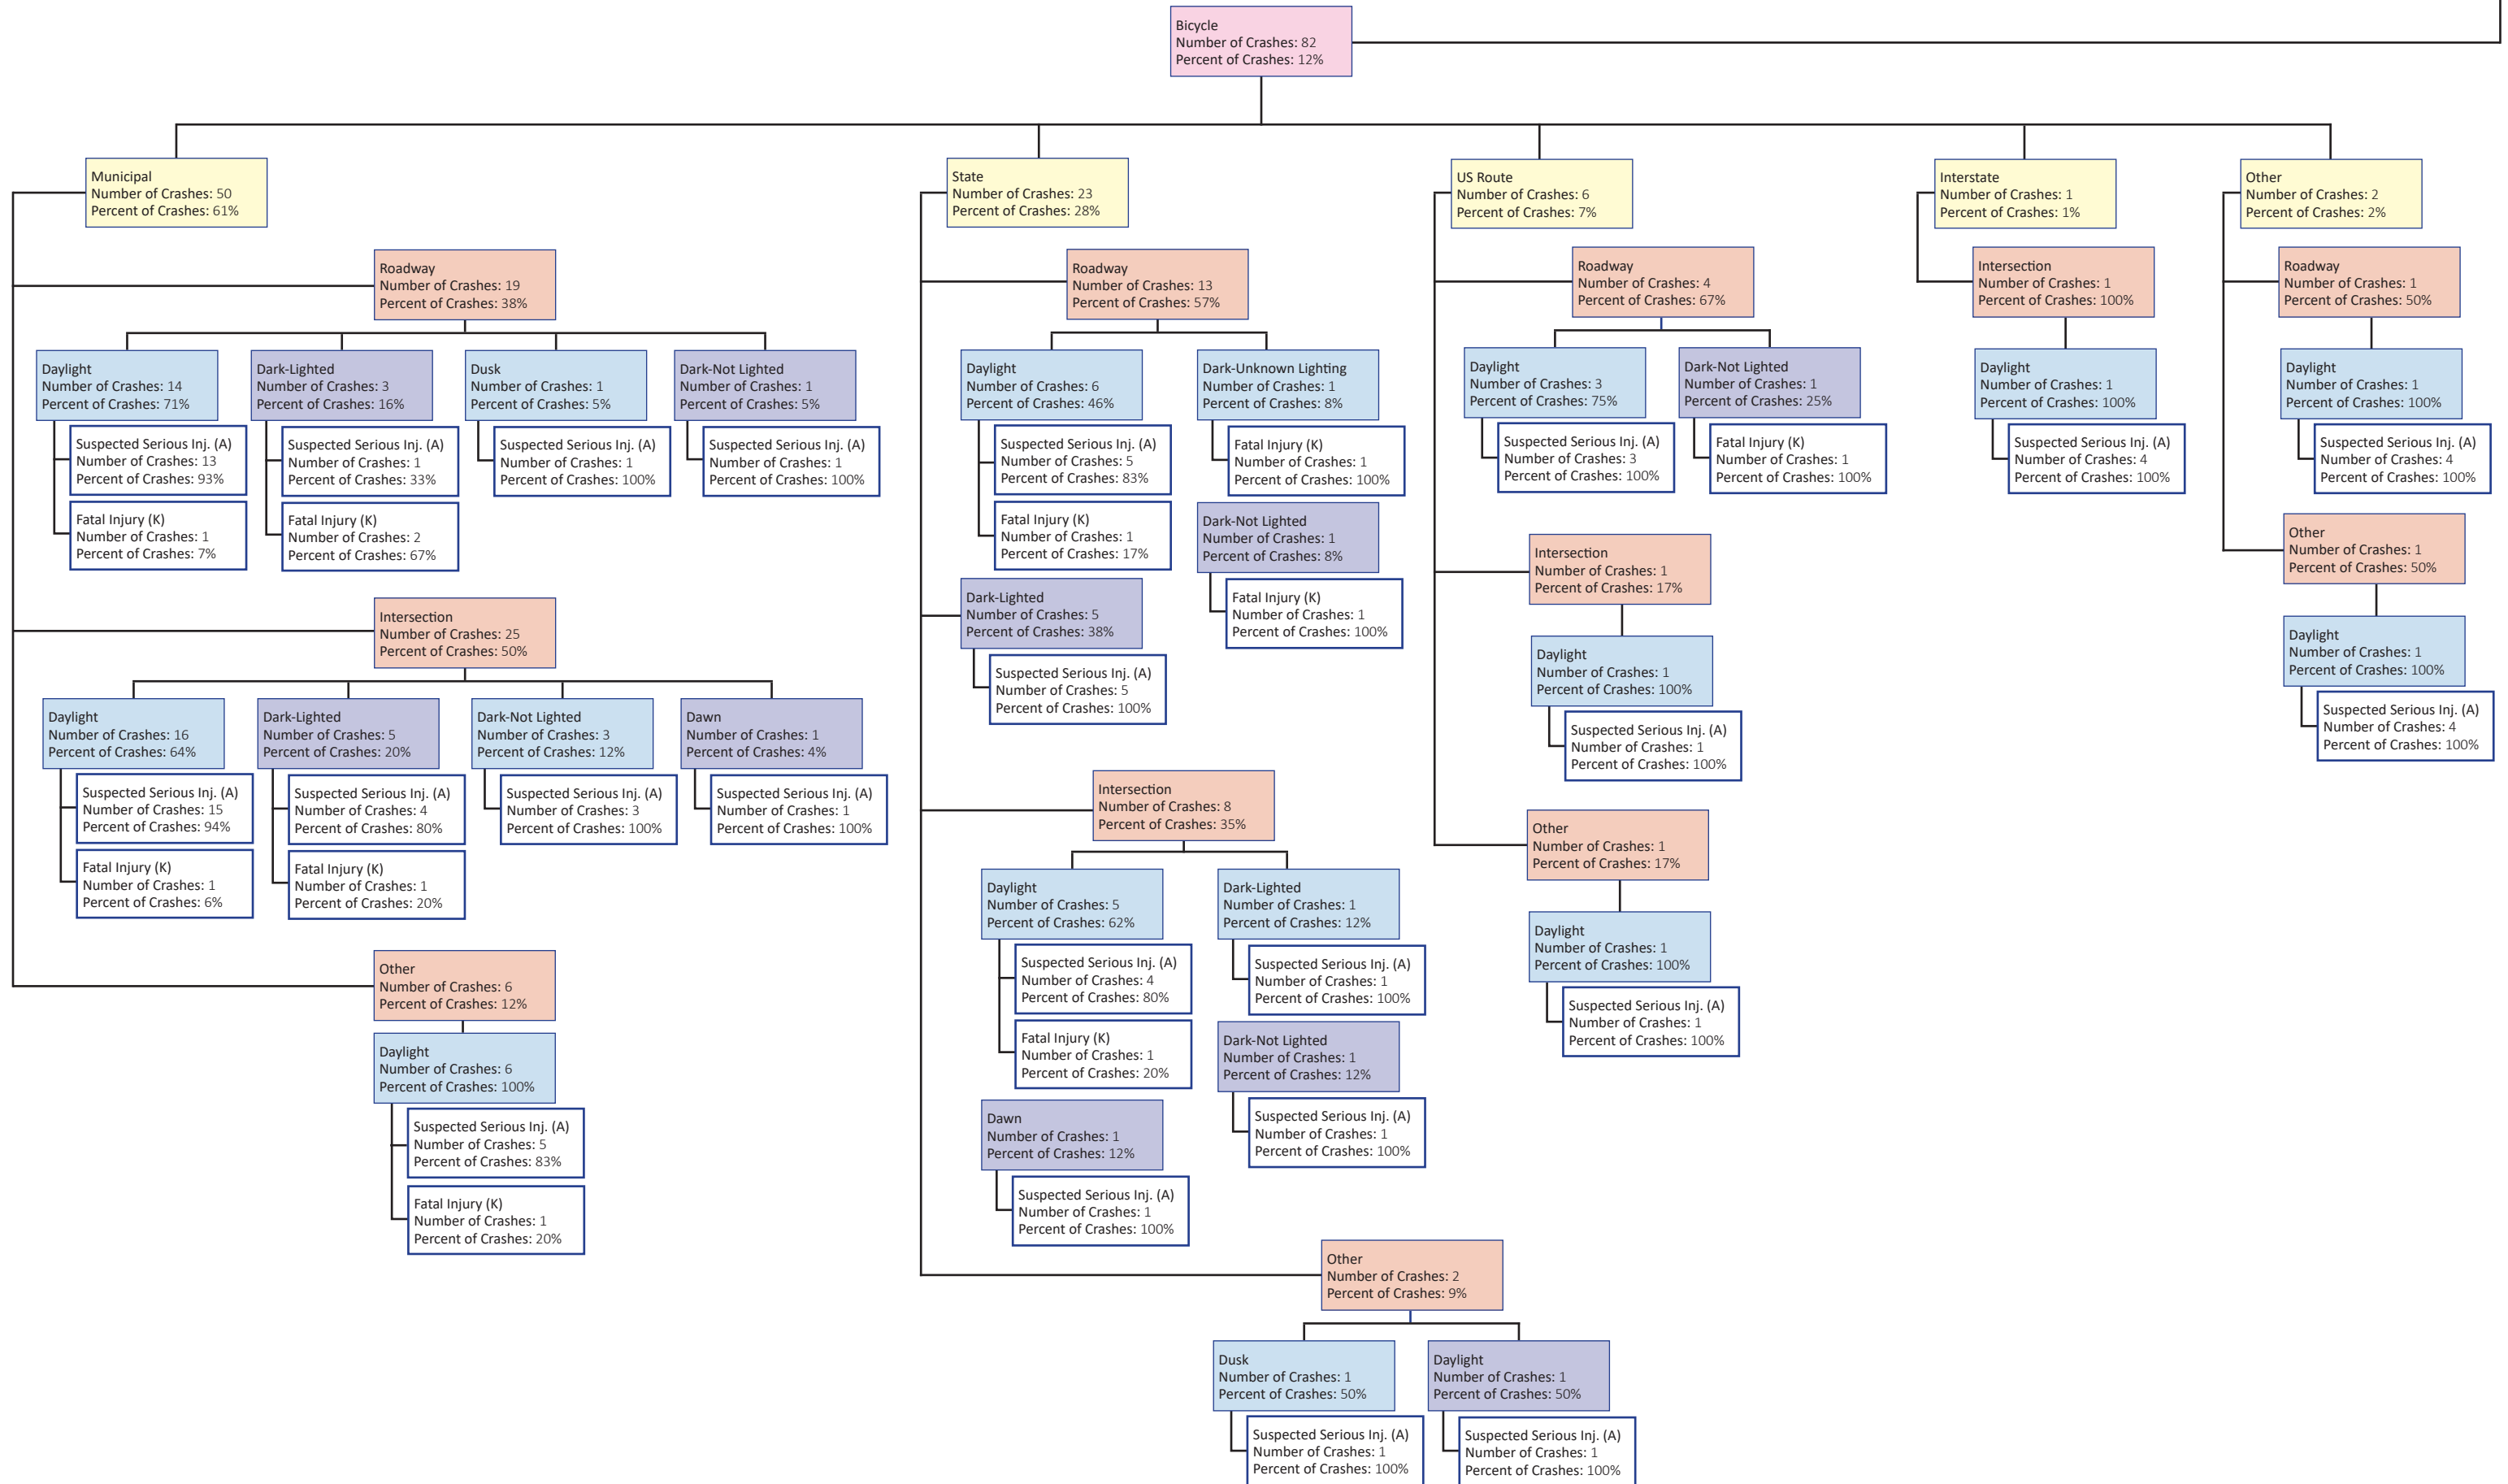 Bicycle
Number of Crashes: 82
Percent of Crashes: 12%
Municipal
Number of Crashes: 50
Percent of Crashes: 61%
Roadway
Number of Crashes: 19
Percent of Crashes: 38%
Daylight
Number of Crashes: 14
Percent of Crashes: 71%
Suspected Serious Inj. (A)
Number of Crashes: 13
Percent of Crashes: 93%
Fatal Injury (K)
Number of Crashes: 1
Percent of Crashes: 7%
Dark-Lighted
Number of Crashes: 3
Percent of Crashes: 16%
Suspected Serious Inj. (A)
Number of Crashes: 1
Percent of Crashes: 33%
Fatal Injury (K)
Number of Crashes: 2
Percent of Crashes: 67%
Dusk
Number of Crashes: 1
Percent of Crashes: 5%
Suspected Serious Inj. (A)
Number of Crashes: 1
Percent of Crashes: 100%
Dark-Not Lighted
Number of Crashes: 1
Percent of Crashes: 5%
Suspected Serious Inj. (A)
Number of Crashes: 1
Percent of Crashes: 100%
Intersection
Number of Crashes: 25
Percent of Crashes: 50%
Daylight
Number of Crashes: 16
Percent of Crashes: 64%
Suspected Serious Inj. (A)
Number of Crashes: 15
Percent of Crashes: 94%
Fatal Injury (K)
Number of Crashes: 1
Percent of Crashes: 6%
Dark-Lighted
Number of Crashes: 5
Percent of Crashes: 20%
Suspected Serious Inj. (A)
Number of Crashes: 4
Percent of Crashes: 80%
Fatal Injury (K)
Number of Crashes: 1
Percent of Crashes: 20%
Dark-Not Lighted
Number of Crashes: 3
Percent of Crashes: 12%
Suspected Serious Inj. (A)
Number of Crashes: 3
Percent of Crashes: 100%
Dawn
Number of Crashes: 1
Percent of Crashes: 4%
Suspected Serious Inj. (A)
Number of Crashes: 1
Percent of Crashes: 100%
Other
Number of Crashes: 6
Percent of Crashes: 12%
Daylight
Number of Crashes: 6
Percent of Crashes: 100%
Suspected Serious Inj. (A)
Number of Crashes: 5
Percent of Crashes: 83%
Fatal Injury (K)
Number of Crashes: 1
Percent of Crashes: 20%
State
Number of Crashes: 23
Percent of Crashes: 28%
Roadway
Number of Crashes: 13
Percent of Crashes: 57%
Daylight
Number of Crashes: 6
Percent of Crashes: 46%
Suspected Serious Inj. (A)
Number of Crashes: 5
Percent of Crashes: 83%
Fatal Injury (K)
Number of Crashes: 1
Percent of Crashes: 17%
Dark-Unknown Lighting
Number of Crashes: 1
Percent of Crashes: 8%
Fatal Injury (K)
Number of Crashes: 1
Percent of Crashes: 100%
Dark-Not Lighted
Number of Crashes: 1
Percent of Crashes: 8%
Fatal Injury (K)
Number of Crashes: 1
Percent of Crashes: 100%
Dark-Lighted
Number of Crashes: 5
Percent of Crashes: 38%
Suspected Serious Inj. (A)
Number of Crashes: 5
Percent of Crashes: 100%
Intersection
Number of Crashes: 8
Percent of Crashes: 35%
Daylight
Number of Crashes: 5
Percent of Crashes: 62%
Suspected Serious Inj. (A)
Number of Crashes: 4
Percent of Crashes: 80%
Fatal Injury (K)
Number of Crashes: 1
Percent of Crashes: 20%
Dark-Lighted
Number of Crashes: 1
Percent of Crashes: 12%
Suspected Serious Inj. (A)
Number of Crashes: 1
Percent of Crashes: 100%
Dark-Not Lighted
Number of Crashes: 1
Percent of Crashes: 12%
Suspected Serious Inj. (A)
Number of Crashes: 1
Percent of Crashes: 100%
Dawn
Number of Crashes: 1
Percent of Crashes: 12%
Suspected Serious Inj. (A)
Number of Crashes: 1
Percent of Crashes: 100%
Other
Number of Crashes: 2
Percent of Crashes: 9%
Dusk
Number of Crashes: 1
Percent of Crashes: 50%
Suspected Serious Inj. (A)
Number of Crashes: 1
Percent of Crashes: 100%
Daylight
Number of Crashes: 1
Percent of Crashes: 50%
Suspected Serious Inj. (A)
Number of Crashes: 1
Percent of Crashes: 100%
US Route
Number of Crashes: 6
Percent of Crashes: 7%
Roadway
Number of Crashes: 4
Percent of Crashes: 67%
Daylight
Number of Crashes: 3
Percent of Crashes: 75%
Suspected Serious Inj. (A)
Number of Crashes: 3
Percent of Crashes: 100%
Dark-Not Lighted
Number of Crashes: 1
Percent of Crashes: 25%
Fatal Injury (K)
Number of Crashes: 1
Percent of Crashes: 100%
Intersection
Number of Crashes: 1
Percent of Crashes: 17%
Daylight
Number of Crashes: 1
Percent of Crashes: 100%
Suspected Serious Inj. (A)
Number of Crashes: 1
Percent of Crashes: 100%
Other
Number of Crashes: 1
Percent of Crashes: 17%
Daylight
Number of Crashes: 1
Percent of Crashes: 100%
Suspected Serious Inj. (A)
Number of Crashes: 1
Percent of Crashes: 100%
Interstate
Number of Crashes: 1
Percent of Crashes: 1%
Intersection
Number of Crashes: 1
Percent of Crashes: 100%
Daylight
Number of Crashes: 1
Percent of Crashes: 100%
Suspected Serious Inj. (A)
Number of Crashes: 4
Percent of Crashes: 100%
Other
Number of Crashes: 2
Percent of Crashes: 2%
Roadway
Number of Crashes: 1
Percent of Crashes: 50%
Daylight
Number of Crashes: 1
Percent of Crashes: 100%
Suspected Serious Inj. (A)
Number of Crashes: 4
Percent of Crashes: 100%
Other
Number of Crashes: 1
Percent of Crashes: 50%
Daylight
Number of Crashes: 1
Percent of Crashes: 100%
Suspected Serious Inj. (A)
Number of Crashes: 4
Percent of Crashes: 100%